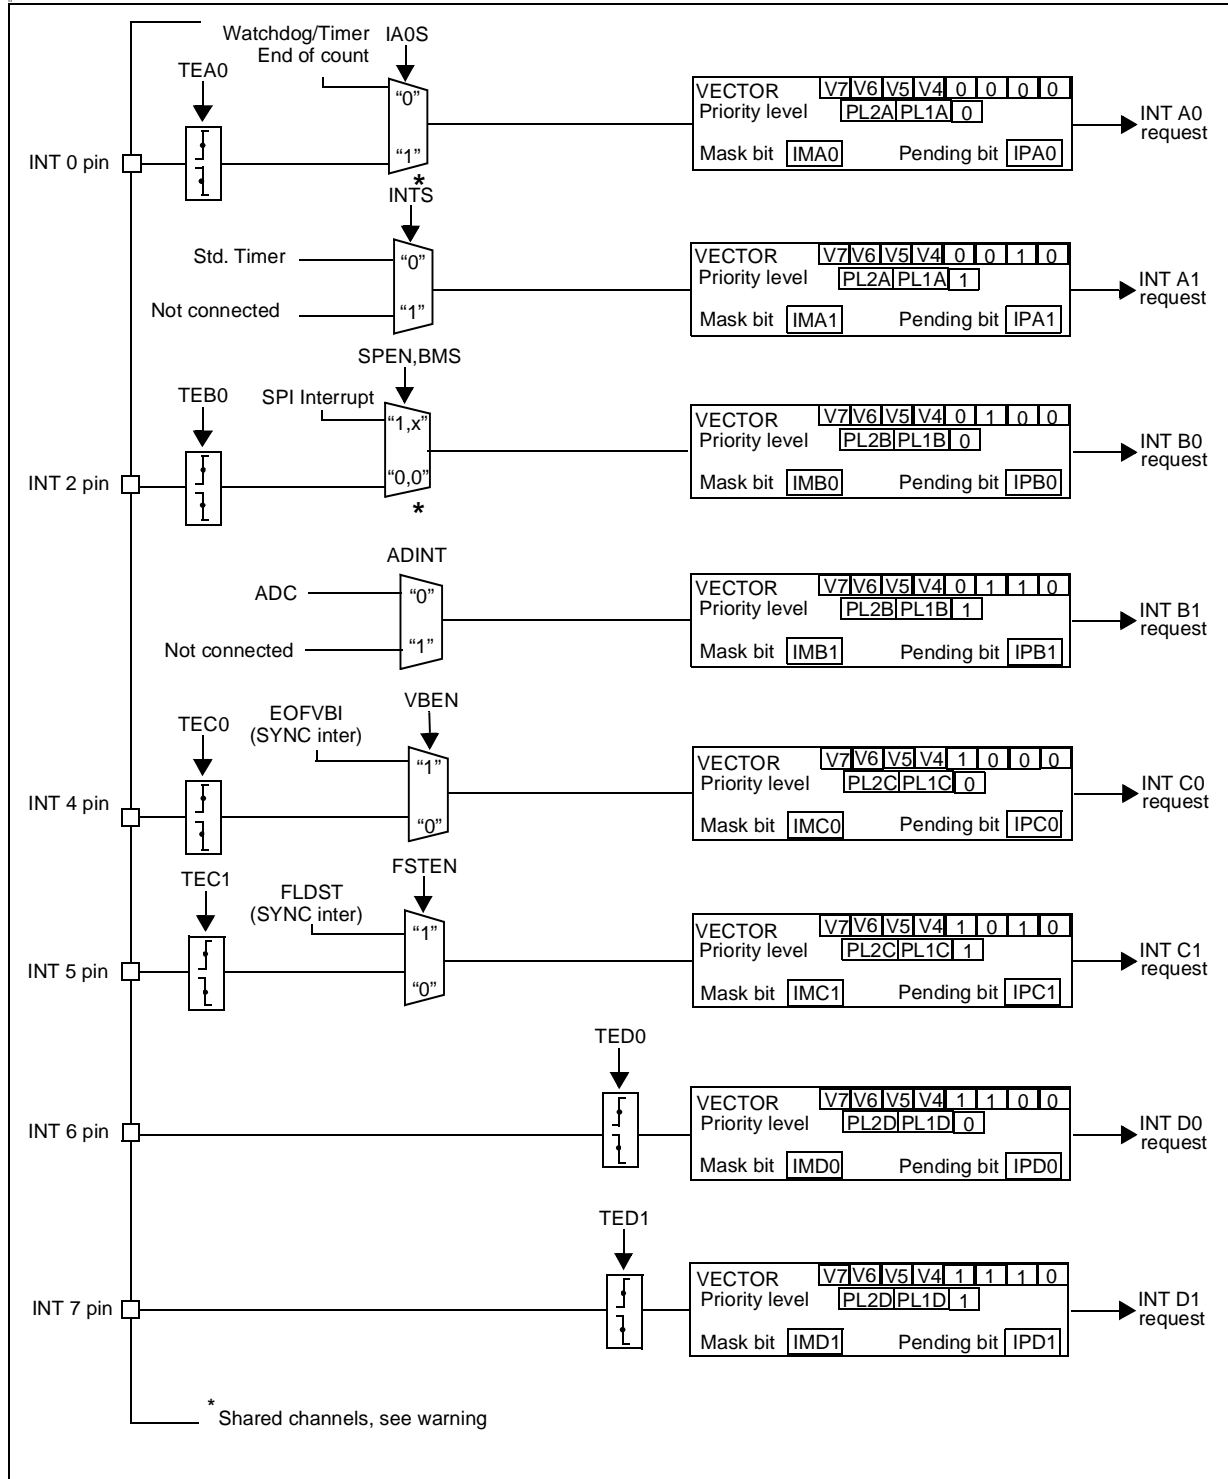 Watchdog/Timer IA0S
End of count
TEA0
"0"
"1"
*
INT 0 pin
VECTOR V7 V6 V5 V4 0 0 0 0
Priority level PL2A PL1A 0
Mask bit IMA0 Pending bit IPA0
INT A0
request
INTS
Std. Timer
"0"
Not connected
"1"
VECTOR V7 V6 V5 V4 0 0 1 0
Priority level PL2A PL1A 1
Mask bit IMA1 Pending bit IPA1
INT A1
request
SPEN,BMS
TEB0
SPI Interrupt
"1,x"
"0,0"
*
INT 2 pin
VECTOR V7 V6 V5 V4 0 1 0 0
Priority level PL2B PL1B 0
Mask bit IMB0 Pending bit IPB0
INT B0
request
ADINT
ADC
"0"
Not connected
"1"
VECTOR V7 V6 V5 V4 0 1 1 0
Priority level PL2B PL1B 1
Mask bit IMB1 Pending bit IPB1
INT B1
request
VBEN
TEC0
EOFVBI
(SYNC inter)
"1"
"0"
INT 4 pin
VECTOR V7 V6 V5 V4 1 0 0 0
Priority level PL2C PL1C 0
Mask bit IMC0 Pending bit IPC0
INT C0
request
FSTEN
TEC1
FLDST
(SYNC inter)
"1"
"0"
INT 5 pin
VECTOR V7 V6 V5 V4 1 0 1 0
Priority level PL2C PL1C 1
Mask bit IMC1 Pending bit IPC1
INT C1
request
TED0
INT 6 pin
VECTOR V7 V6 V5 V4 1 1 0 0
Priority level PL2D PL1D 0
Mask bit IMD0 Pending bit IPD0
INT D0
request
TED1
INT 7 pin
VECTOR V7 V6 V5 V4 1 1 1 0
Priority level PL2D PL1D 1
Mask bit IMD1 Pending bit IPD1
INT D1
request
* Shared channels, see warning